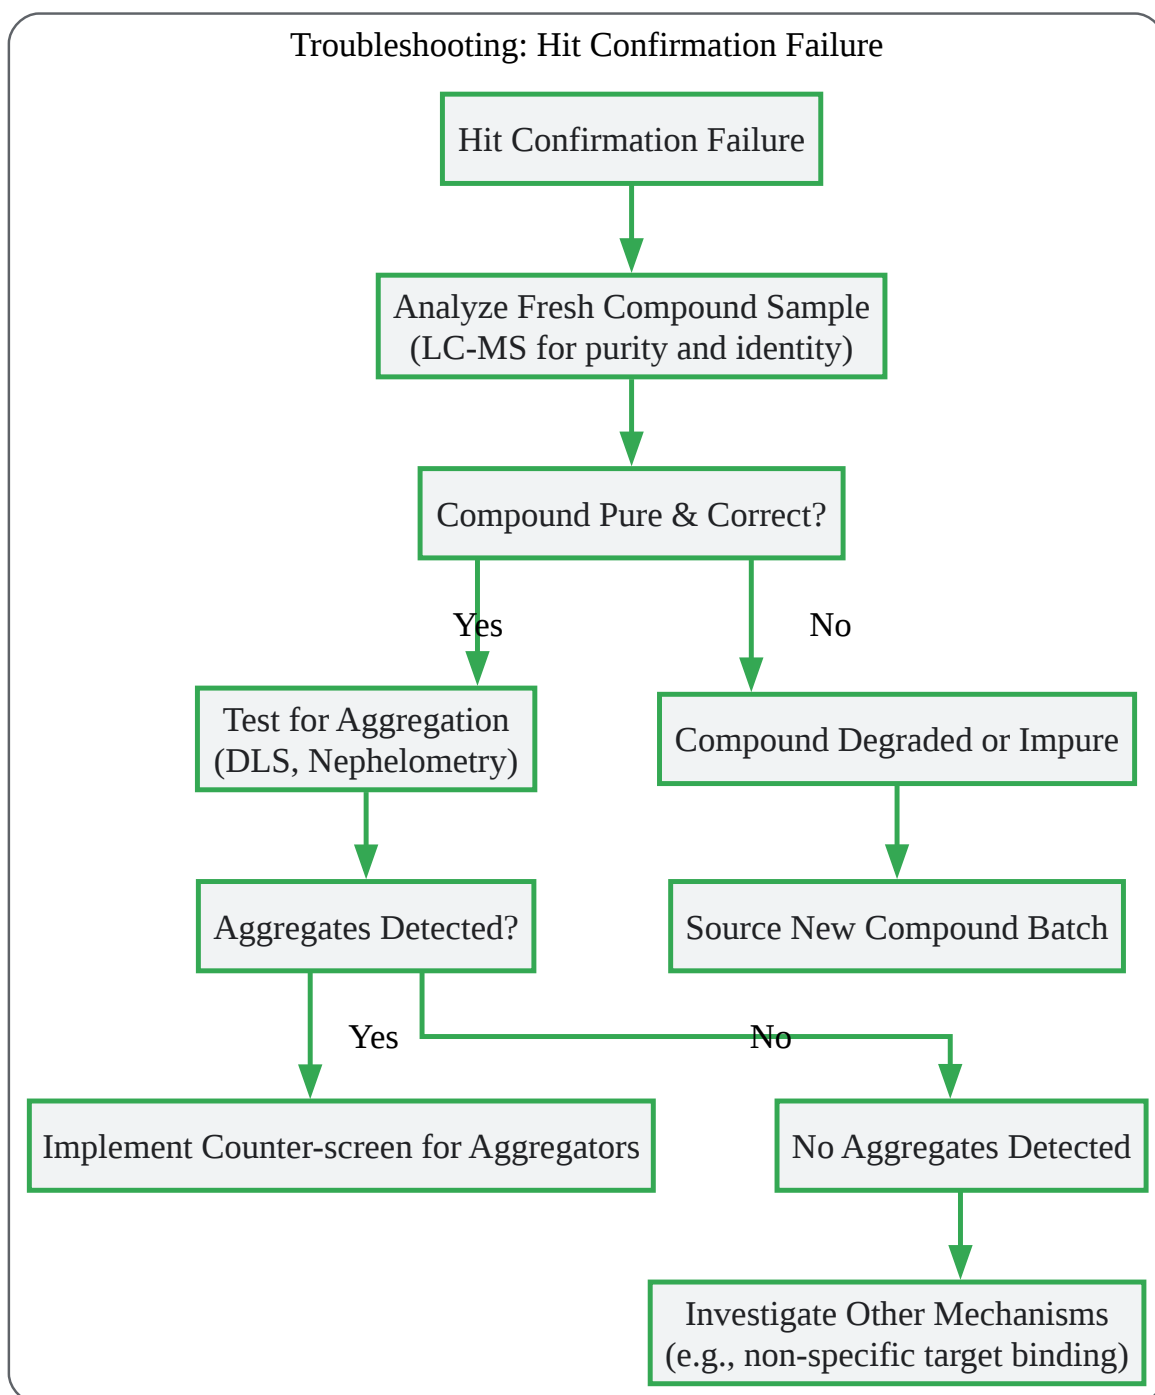 Troubleshooting: Hit Confirmation Failure
Hit Confirmation Failure
Analyze Fresh Compound Sample
(LC-MS for purity and identity)
Compound Pure & Correct?
Yes
No
Test for Aggregation
(DLS, Nephelometry)
Compound Degraded or Impure
Aggregates Detected?
Source New Compound Batch
Yes
No
Implement Counter-screen for Aggregators
No Aggregates Detected
Investigate Other Mechanisms
(e.g., non-specific target binding)